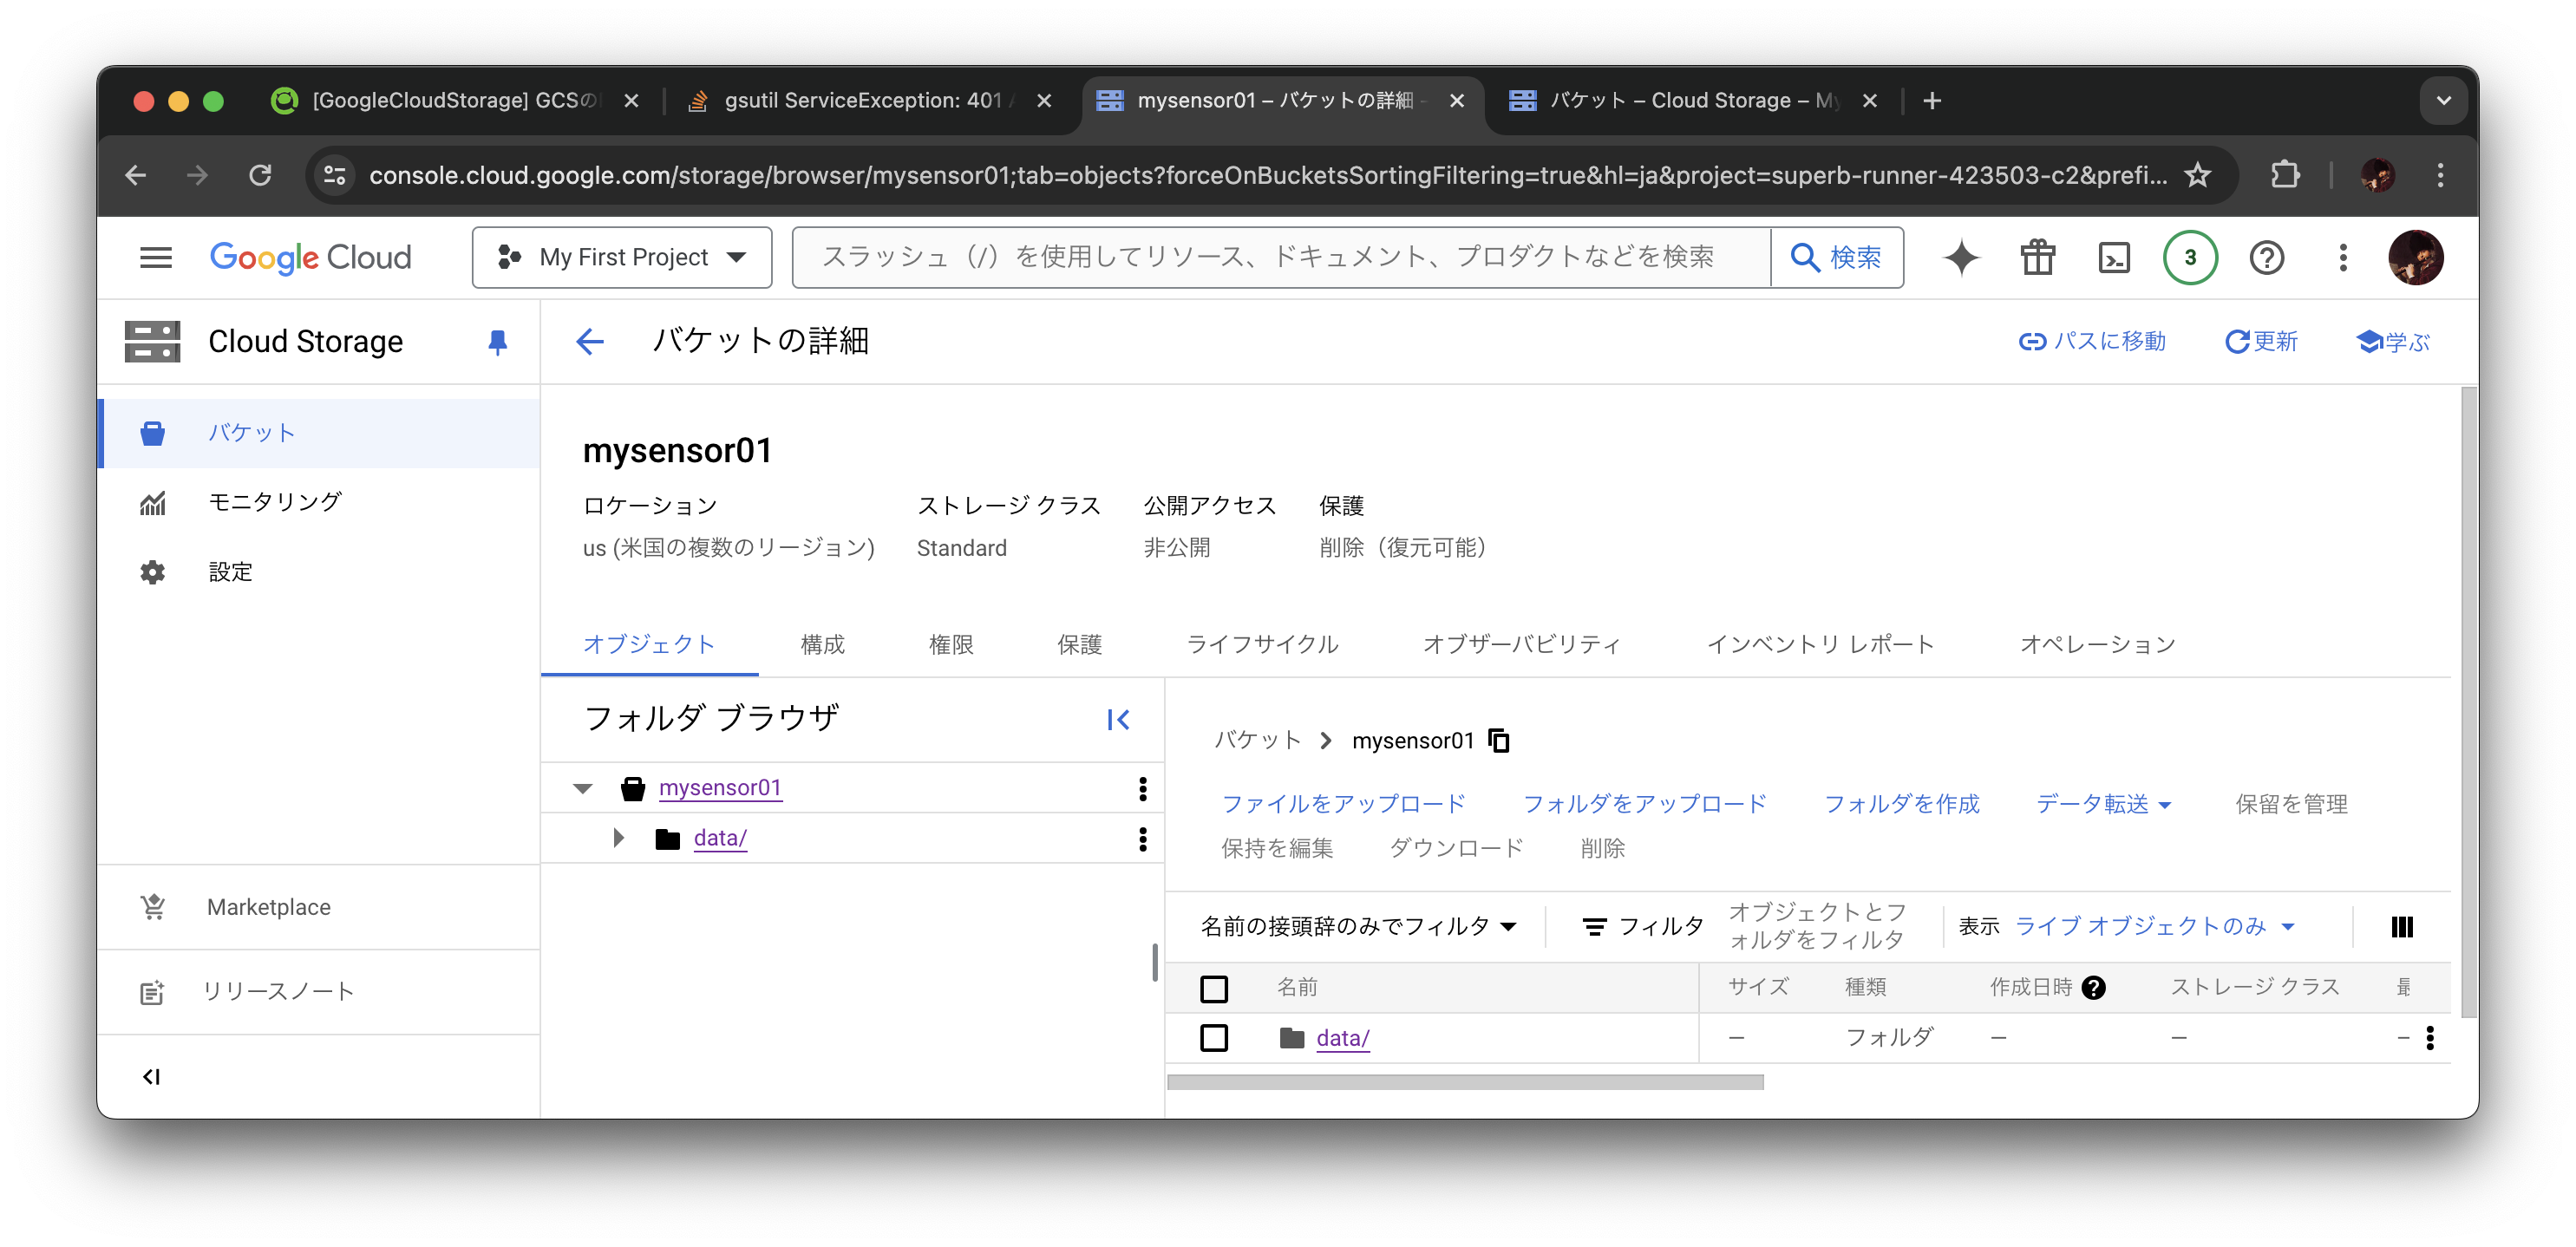 [GoogleCloudStorage] GCSの
gsutil ServiceException: 401
mysensor01 – バケットの詳細 -
バケット – Cloud Storage – My
console.cloud.google.com/storage/browser/mysensor01;tab=objects?forceOnBucketsSortingFiltering=true&hl=ja&project=superb-runner-423503-c2&prefi...
Google Cloud
My First Project
スラッシュ（/）を使用してリソース、ドキュメント、プロダクトなどを検索
検索
3
Cloud Storage
バケットの詳細
パスに移動
更新
学ぶ
バケット
モニタリング
設定
Marketplace
リリースノート
mysensor01
ロケーション
ストレージ クラス
公開アクセス
保護
us (米国の複数のリージョン)
Standard
非公開
削除（復元可能）
オブジェクト
構成
権限
保護
ライフサイクル
オブザーバビリティ
インベントリ レポート
オペレーション
フォルダ ブラウザ
mysensor01
data/
バケット
mysensor01
ファイルをアップロード
フォルダをアップロード
フォルダを作成
データ転送
保留を管理
保持を編集
ダウンロード
削除
名前の接頭辞のみでフィルタ
フィルタ
オブジェクトとフ
ォルダをフィルタ
表示
ライブ オブジェクトのみ
名前
サイズ
種類
作成日時
ストレージ クラス
最
data/
—
フォルダ
—
—
—